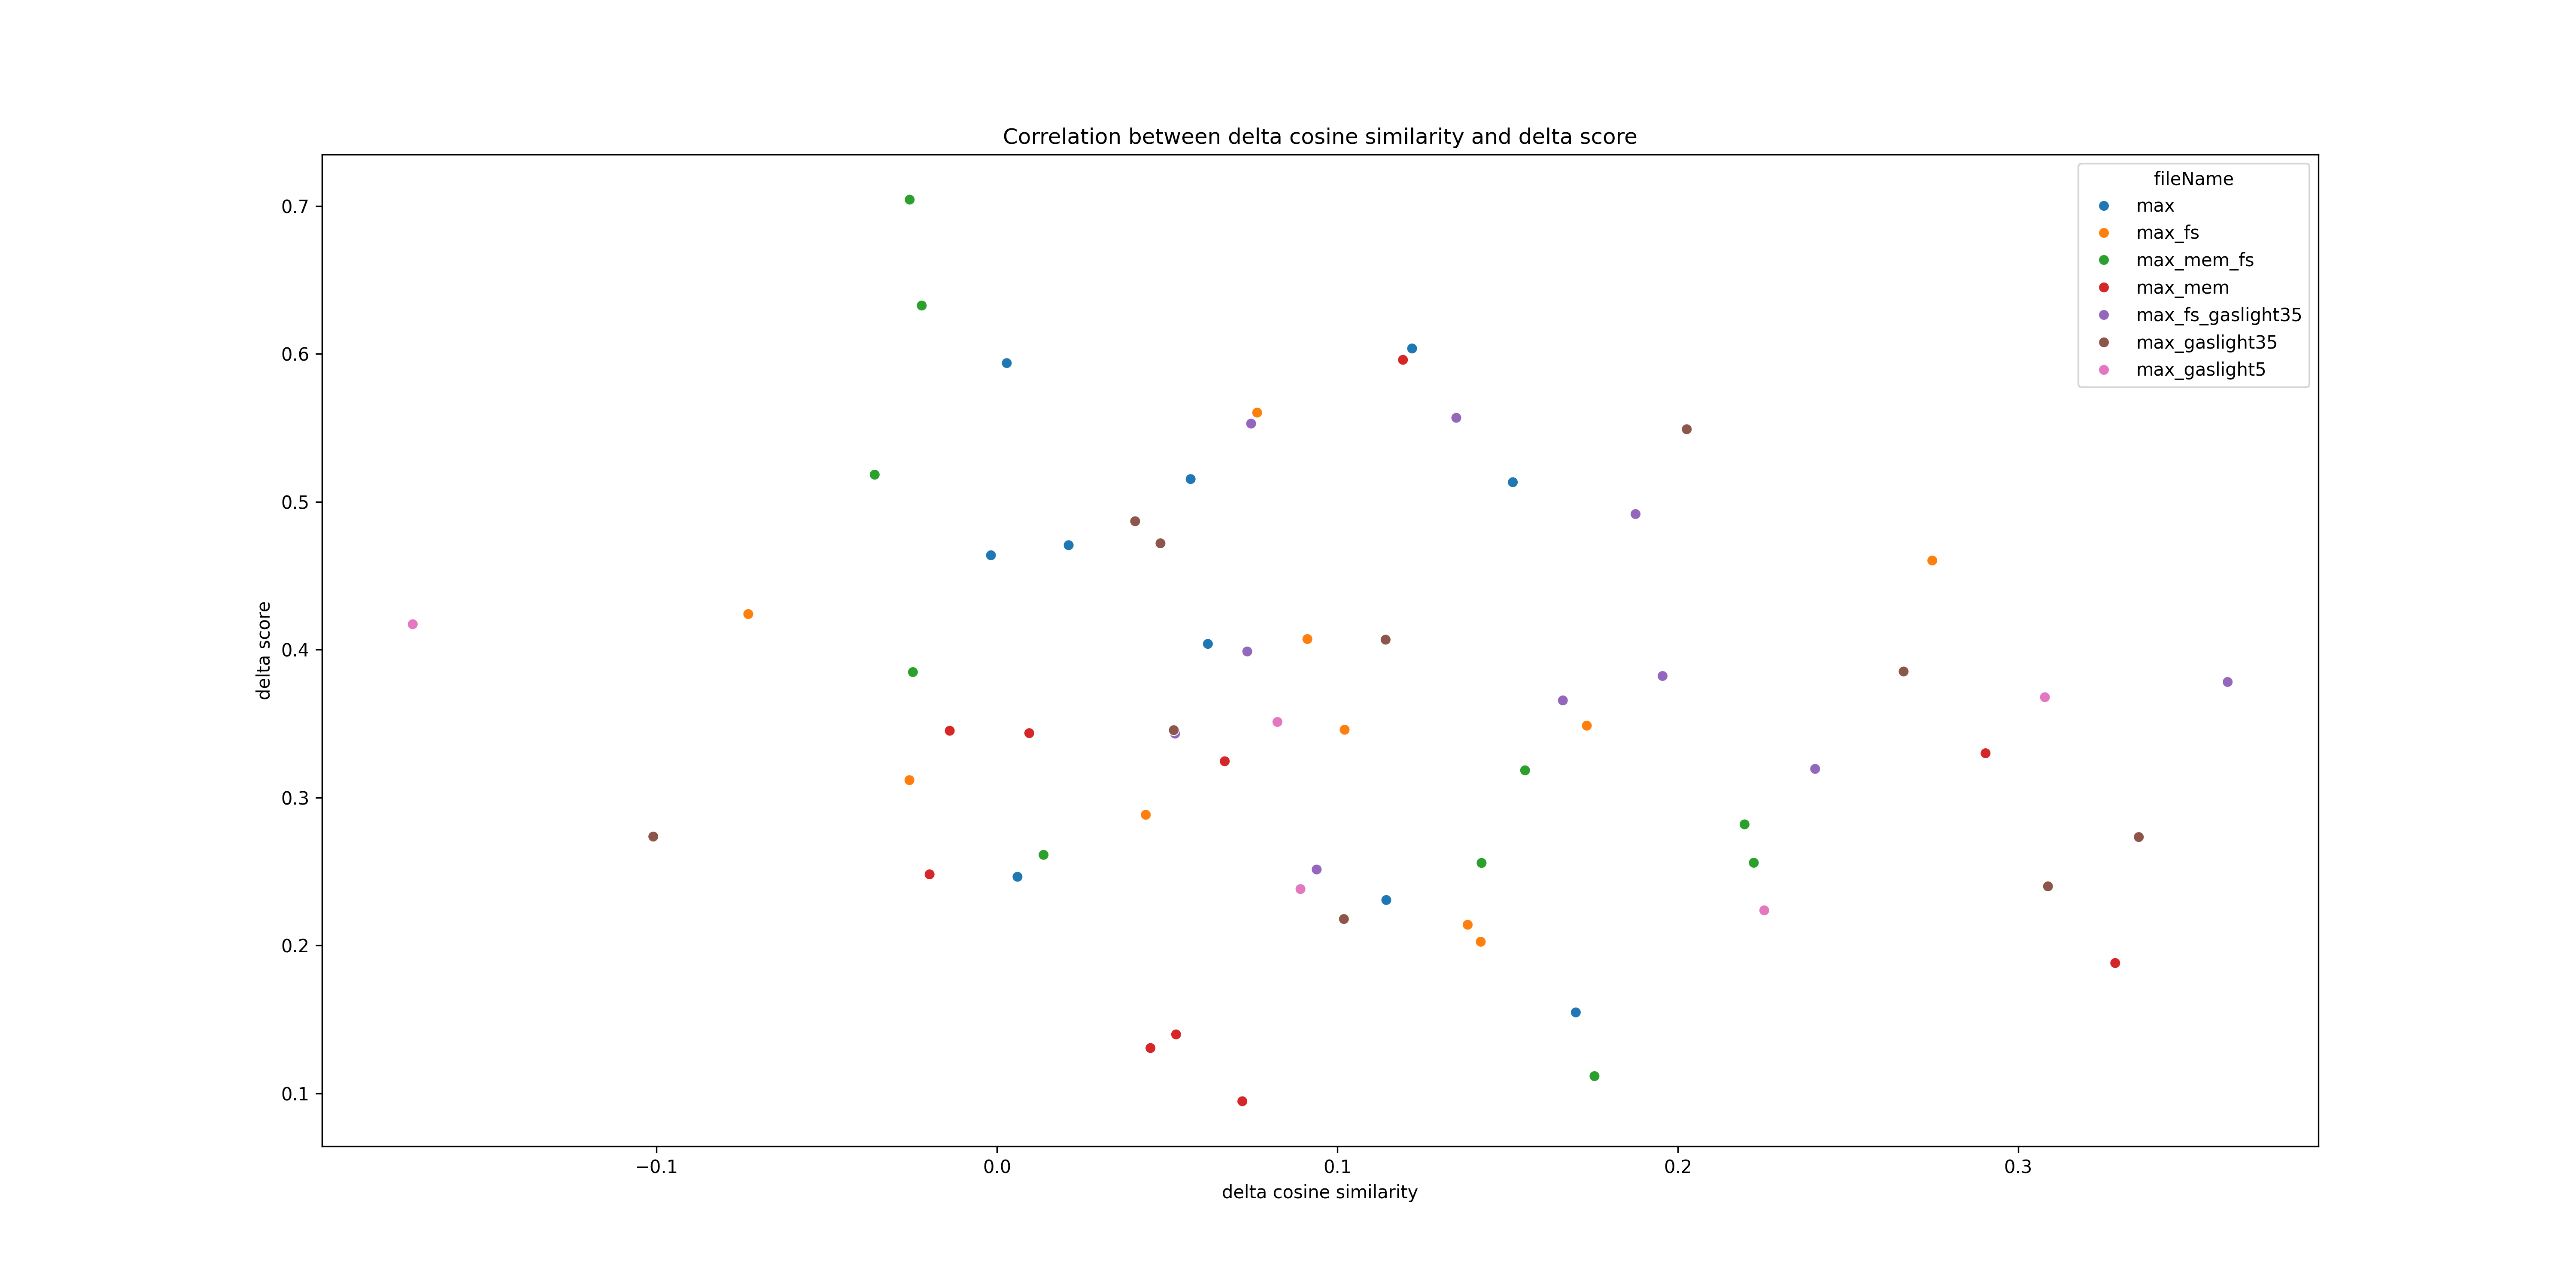 Correlation between delta cosine similarity and delta score
fileName
max
max_fs
max_mem_fs
max_mem
max_fs_gaslight35
max_gaslight35
max_gaslight5
delta score
0.7
0.6
0.5
0.4
0.3
0.2
0.1
−0.1
0.0
0.1
0.2
0.3
delta cosine similarity